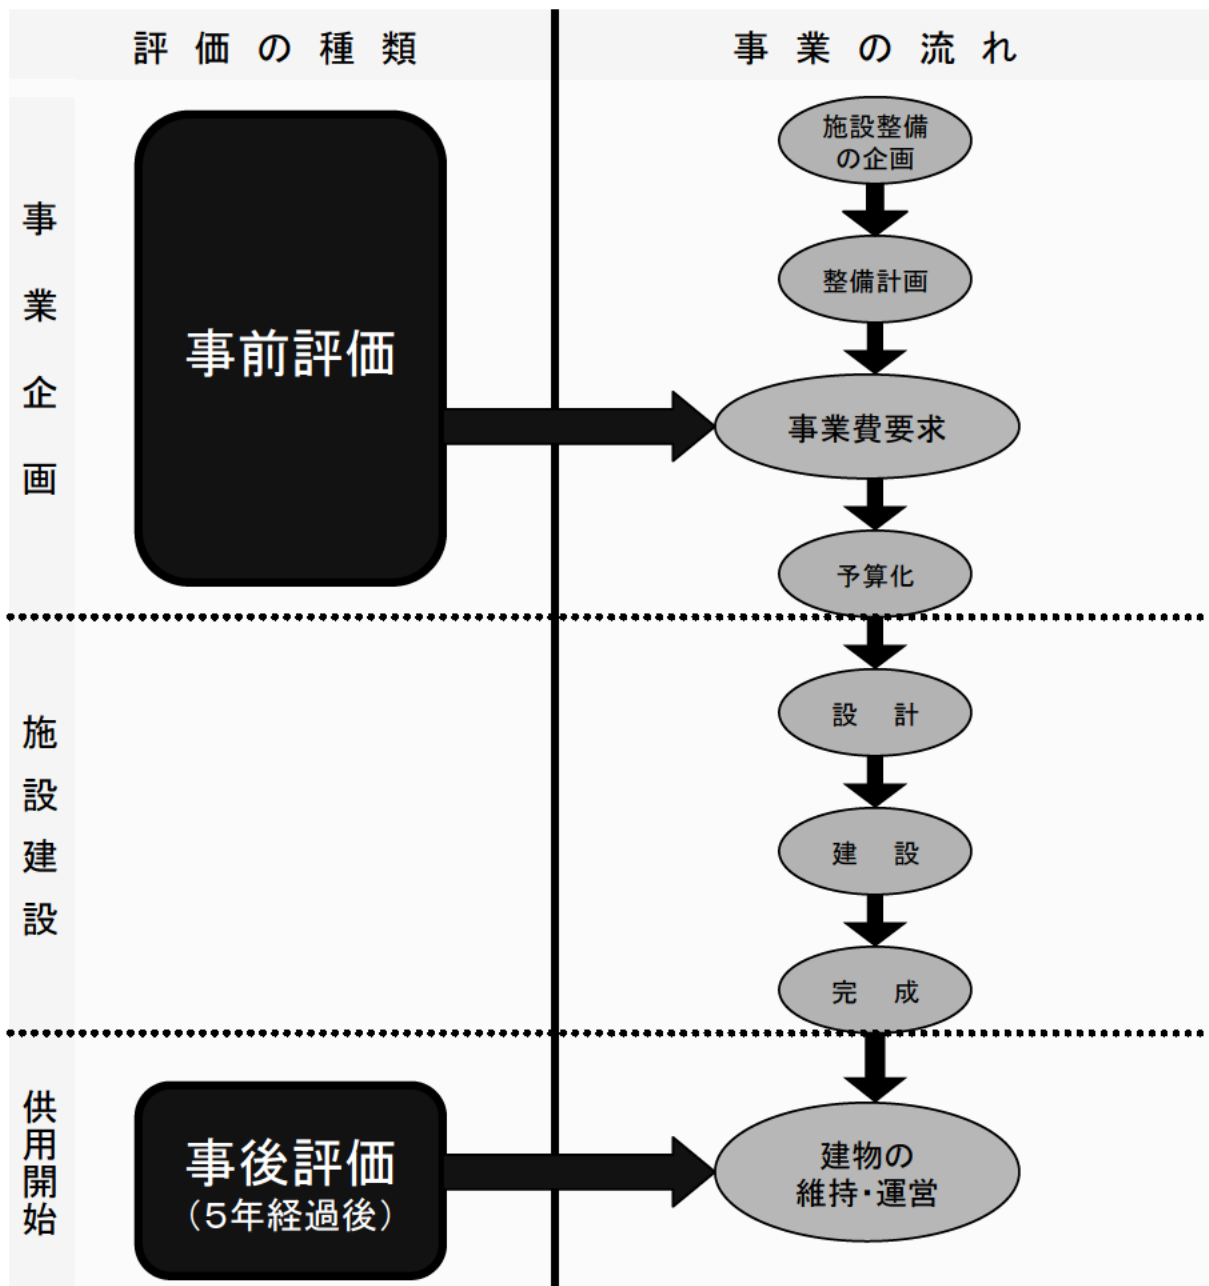 評価の種類
事業の流れ
事業企画
事前評価
施設整備
の企画
整備計画
事業費要求
予算化
施設建設
設 計
建 設
完 成
供用開始
事後評価
（5年経過後）
建物の
維持・運営